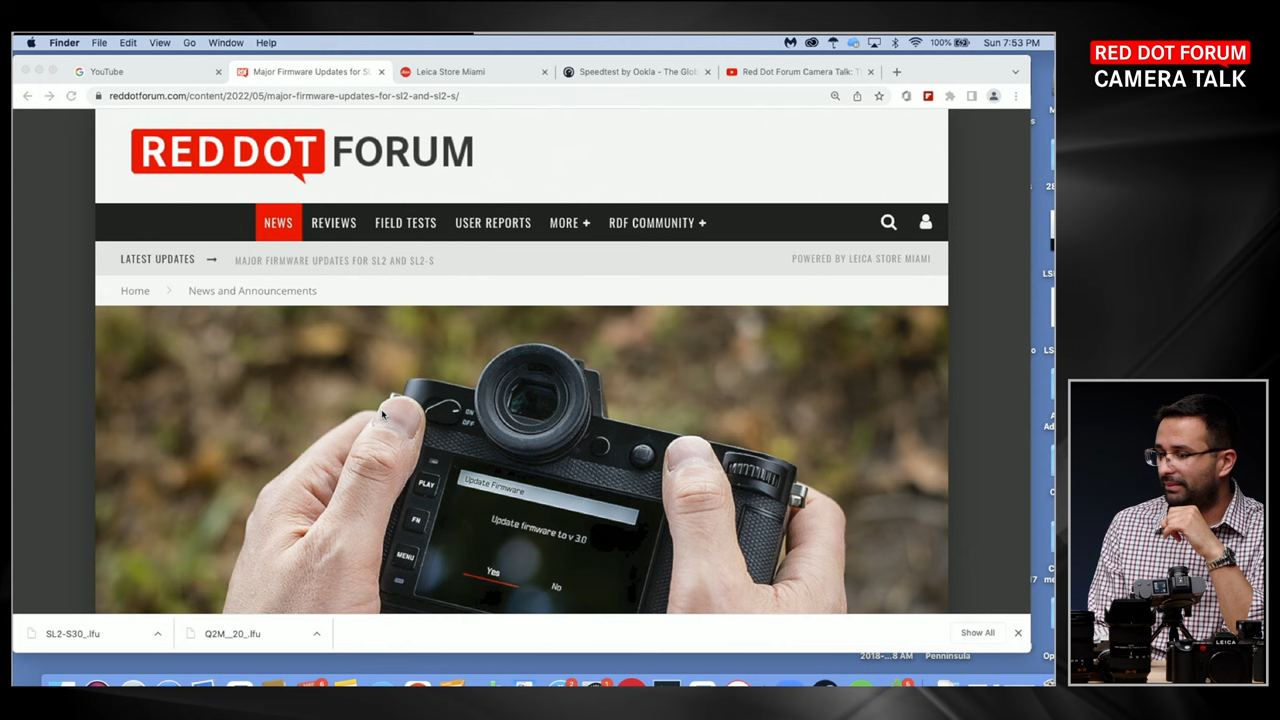 Finder File Edit View Go Window Help
100% Sun 7:53 PM
YouTube
Major Firmware Updates for SL
Leica Store Miami
Speedtest by Ookla - The Glob
Red Dot Forum Camera Talk: T
reddotforum.com/content/2022/05/major-firmware-updates-for-sl2-and-sl2-s/
RED DOT FORUM
CAMERA TALK
RED DOT FORUM
NEWS REVIEWS FIELD TESTS USER REPORTS MORE + RDF COMMUNITY +
LATEST UPDATES → MAJOR FIRMWARE UPDATES FOR SL2 AND SL2-S
POWERED BY LEICA STORE MIAMI
Home > News and Announcements
ON
OFF
PLAY
FN
MENU
Update Firmware
Update firmware to v 3.0
Yes No
SL2-S30_.lfu
Q2M__20_.lfu
Show All
2018-...8 AM Penninsula
LEICA